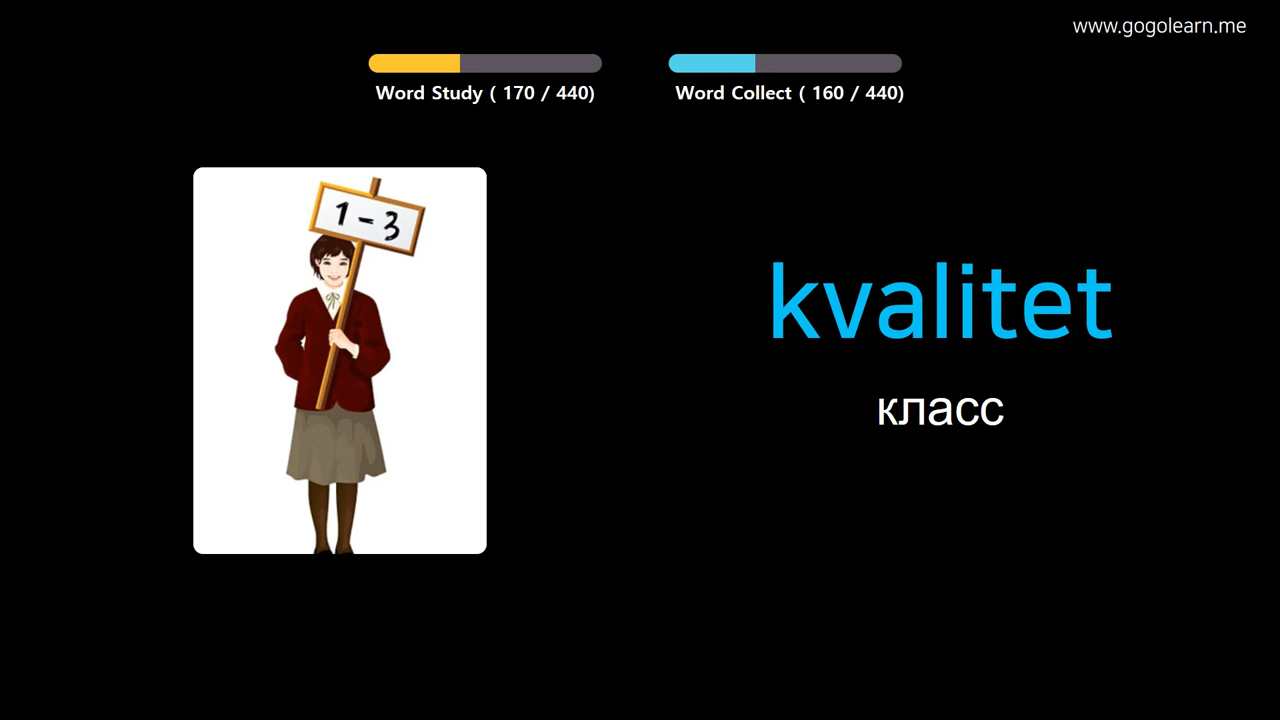 www.gogolearn.me
Word Study ( 170 / 440)
Word Collect ( 160 / 440)
1 - 3
kvalitet
класс